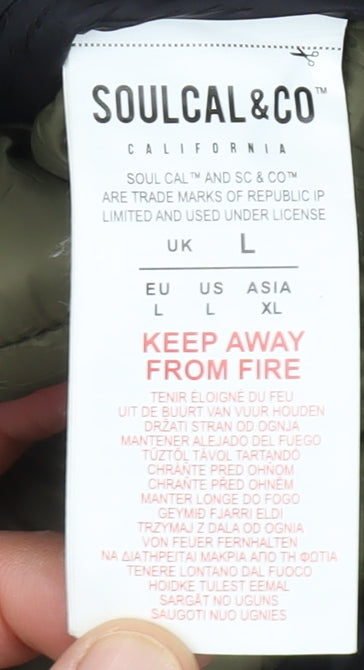 SOULCAL&CO™
CALIFORNIA
SOUL CAL™ AND SC & CO™
ARE TRADE MARKS OF REPUBLIC IP
LIMITED AND USED UNDER LICENSE
UK L
EU US ASIA
L L XL
KEEP AWAY
FROM FIRE
TENIR ÉLOIGNÉ DU FEU
UIT DE BUURT VAN VUUR HOUDEN
DRŽATI STRAN OD OGNJA
MANTENER ALEJADO DEL FUEGO
TŰZTŐL TÁVOL TARTANDÓ
CHRÁŇTE PRED OHŇOM
CHRAŇTE PŘED OHNĚM
MANTER LONGE DO FOGO
GEYMIÐ FJARRI ELDI
TRZYMAJ Z DALA OD OGNIA
VON FEUER FERNHALTEN
ΝΑ ΔΙΑΤΗΡΕΙΤΑΙ ΜΑΚΡΙΑ ΑΠΟ ΤΗ ΦΩΤΙΑ
TENERE LONTANO DAL FUOCO
HOIDKE TULEST EEMAL
SARGĀT NO UGUNS
SAUGOTI NUO UGNIES